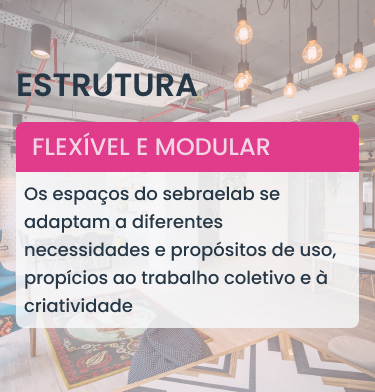 ESTRUTURA
FLEXÍVEL E MODULAR
Os espaços do sebraelab se
adaptam a diferentes
necessidades e propósitos de uso,
propícios ao trabalho coletivo e à
criatividade